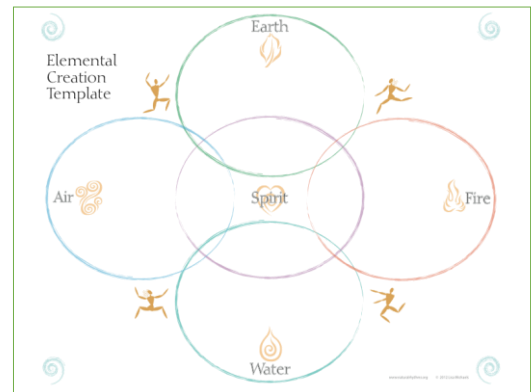 Earth
Elemental
Creation
Template
Air
Spirit
Fire
Water